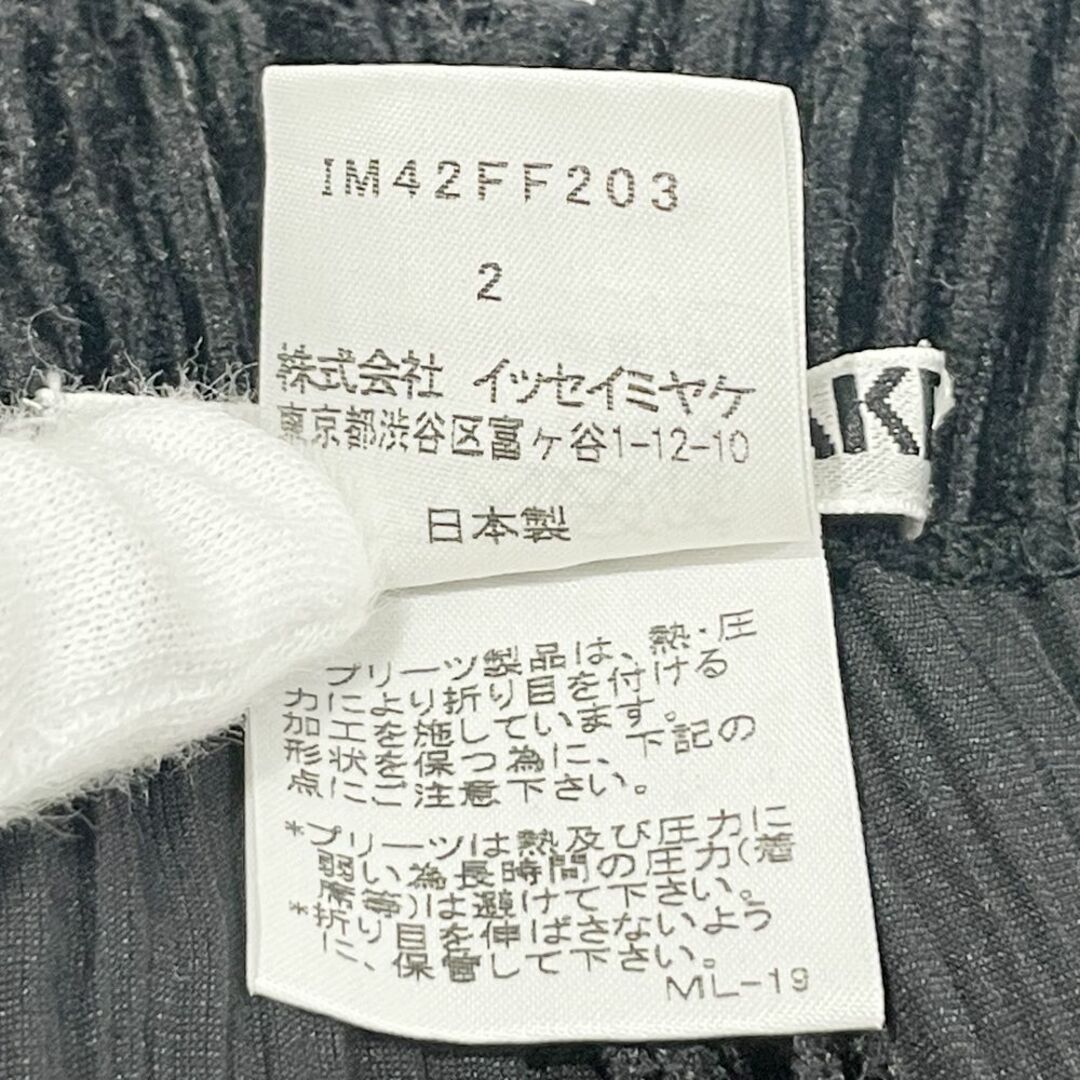 IM42FF203
2
株式会社 イッセイミヤケ
東京都渋谷区富ヶ谷1-12-10
日本製
プリーツ製品は、熱・圧
力により折り目を付ける
加工を施しています。
形状を保つ為に、下記の
点にご注意下さい。
*プリーツは熱及び圧力に
弱い為長時間の圧力(着
席等)は避けて下さい。
*折り目を伸ばさないよう
に、保管して下さい。
ML-19